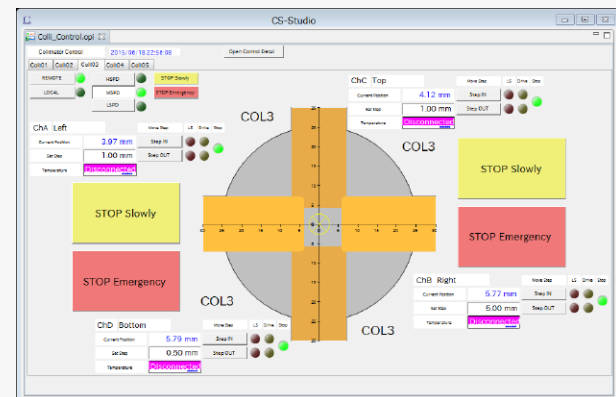 CS-Studio
Colli_Control.opi
Collimator Control
2015/06/18 22:56:08
Open Control Detail
Colli01 Colli02 Colli03 Colli04 Colli05
REMOTE HSPD STOP Slowly
LOCAL MSPD STOP Emergency
LSPD
ChA Left Move Step LS Drive Stop
Current Position 3.97 mm Step IN
Set Step 1.00 mm Step OUT
Temperature Disconnected
COL3
ChC Top Move Step LS Drive Stop
Current Position 4.12 mm Step IN
1.00 mm Step OUT
Temperature Disconnected
COL3
STOP Slowly
STOP Emergency
STOP Slowly
STOP Emergency
COL3
ChB Right Move Step LS Drive Stop
Current Position 5.77 mm Step IN
5.00 mm Step OUT
Temperature Disconnected
COL3
ChD Bottom Move Step LS Drive Stop
Current Position 5.79 mm Step IN
Set Step 0.50 mm Step OUT
Temperature Disconnected